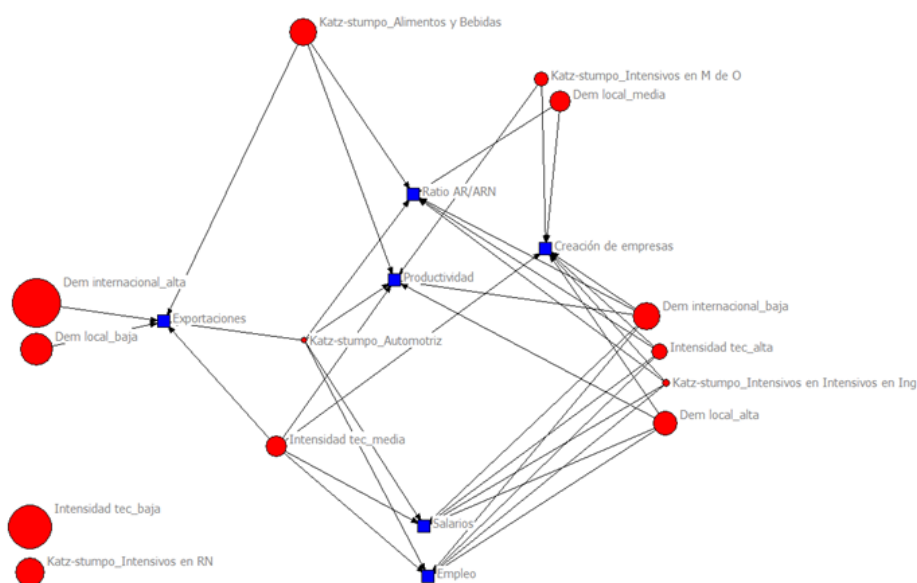 Katz-stumpo_Alimentos y Bebidas
Katz-stumpo_Intensivos en M de O
Dem local_media
Ratio AR/ARN
Creación de empresas
Productividad
Dem internacional_alta
Dem internacional_baja
Exportaciones
Dem local_baja
Katz-stumpo_Automotriz
Intensidad tec_alta
Katz-stumpo_Intensivos en Intensivos en Ing
Dem local_alta
Intensidad tec_media
Intensidad tec_baja
Salarios
Katz-stumpo_Intensivos en RN
Empleo